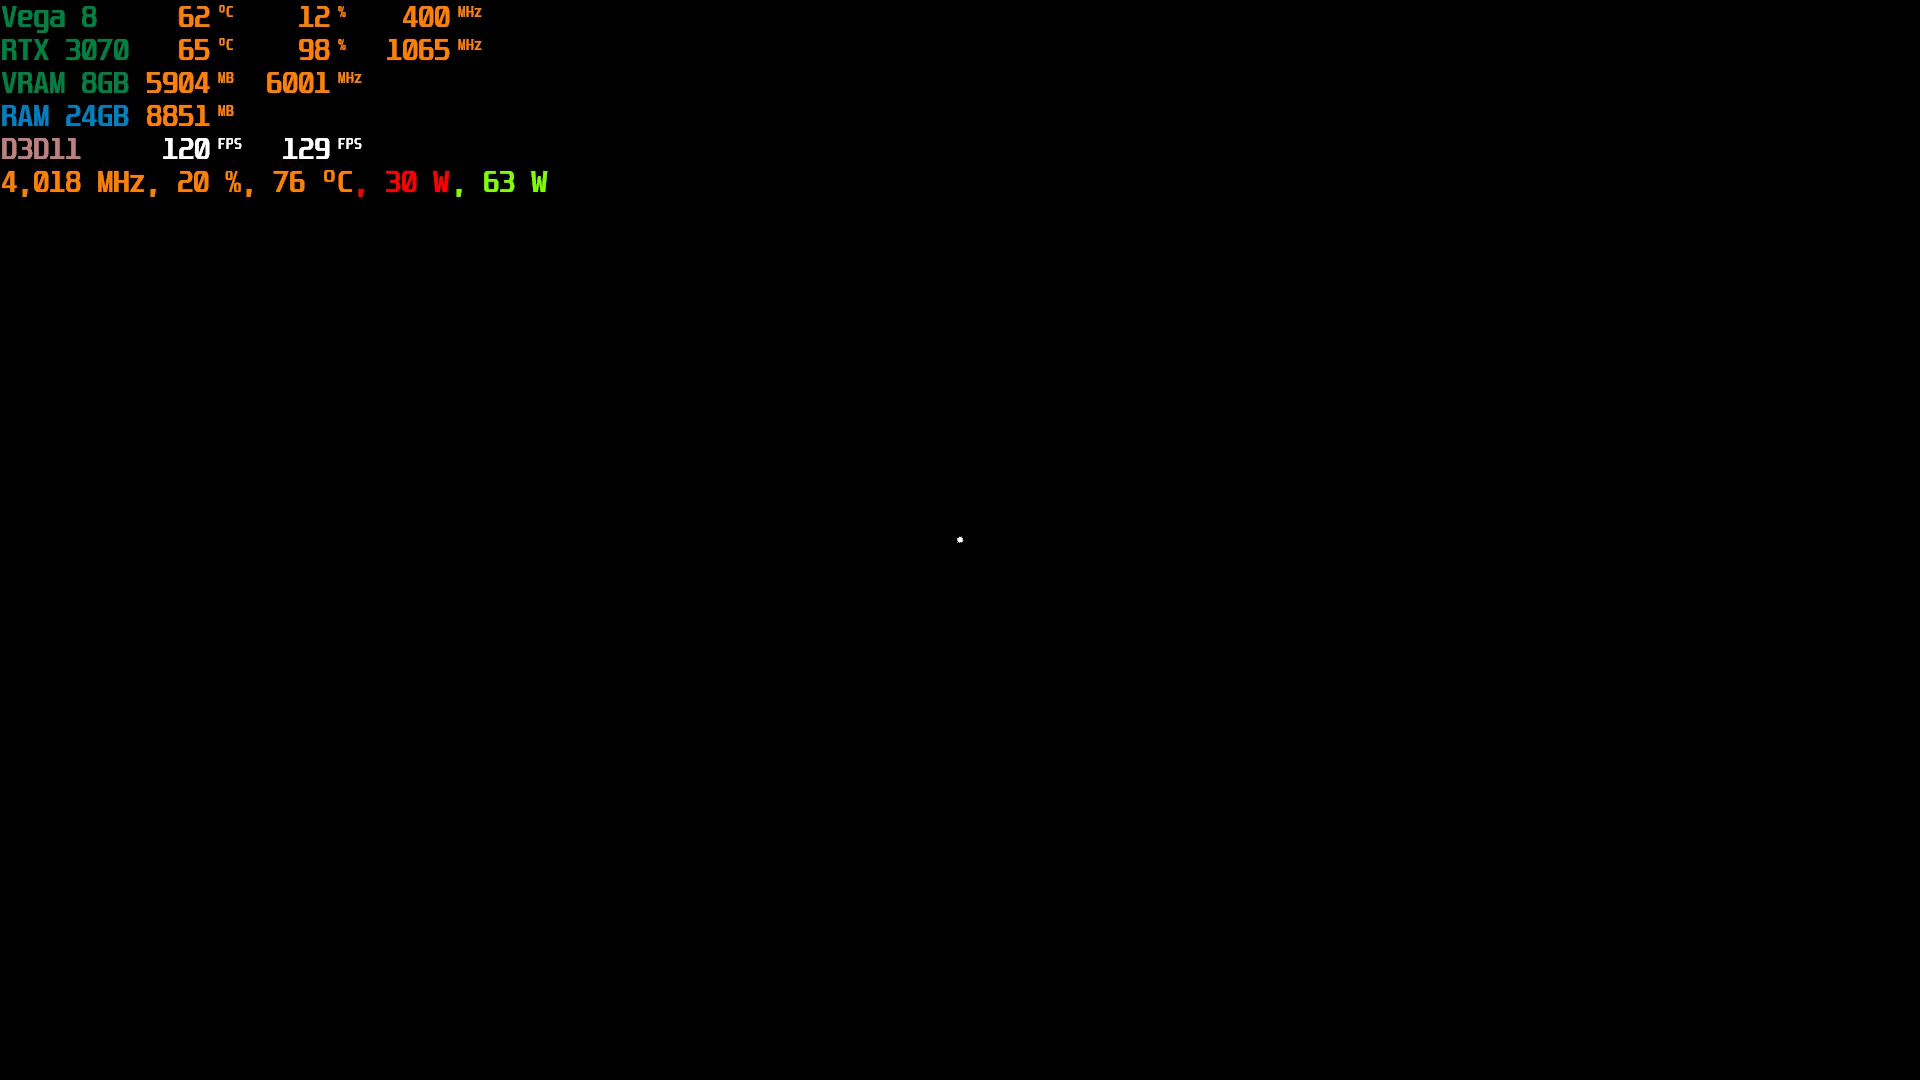 Vega 8 62 °C 12 % 400 MHz
RTX 3070 65 °C 98 % 1065 MHz
VRAM 8GB 5904 MB 6001 MHz
RAM 24GB 8851 MB
D3D11 120 FPS 129 FPS
4,018 MHz, 20 %, 76 °C, 30 W, 63 W